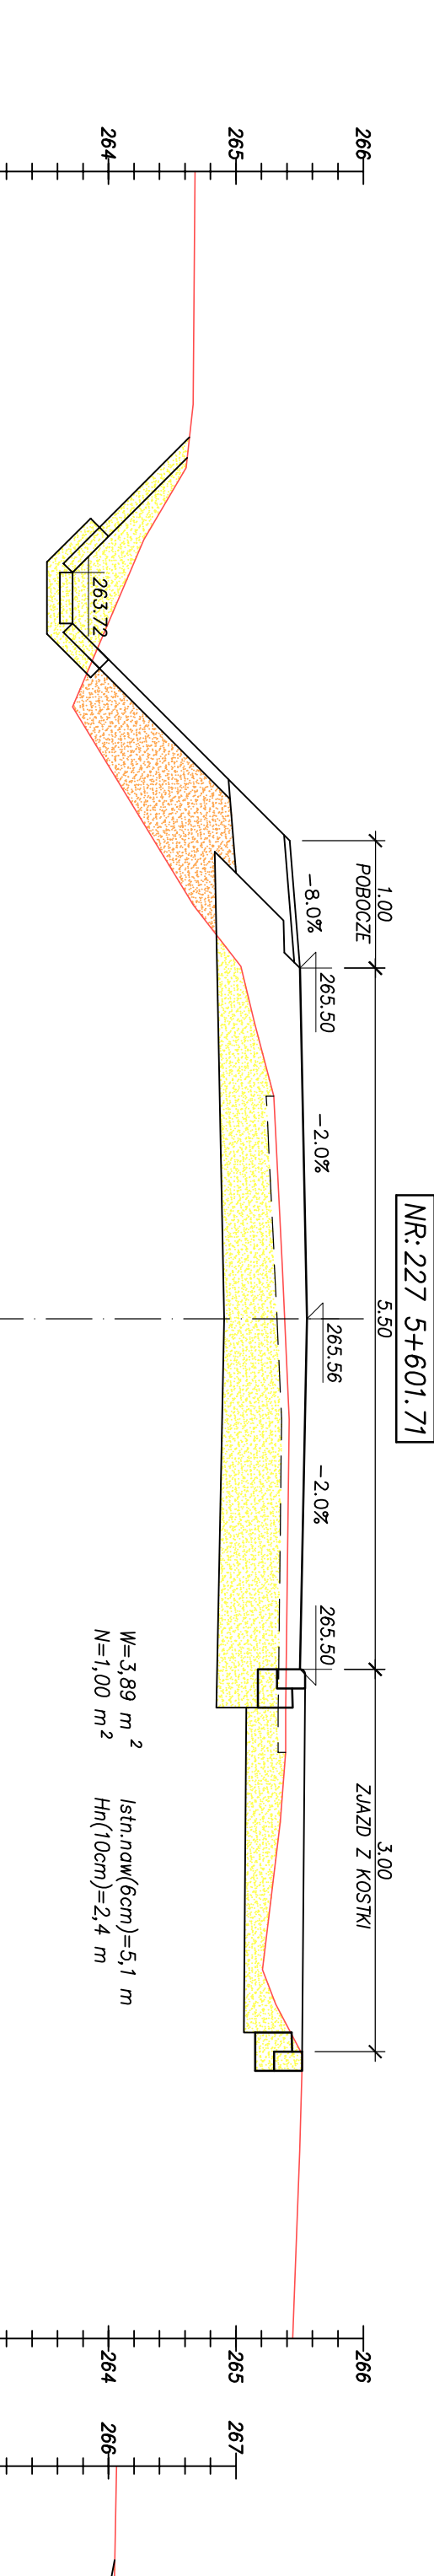 NR: 227 5+601.71
1.00
POBOCZE
5.50
3.00
ZJAZD Z KOSTKI
-8.0%
265.50
-2.0%
265.56
-2.0%
265.50
263.72
W=3,89 m²
N=1,00 m²
Istn.naw(6cm)=5,1 m
Hn(10cm)=2,4 m
266
265
264
266
265
264
267
266